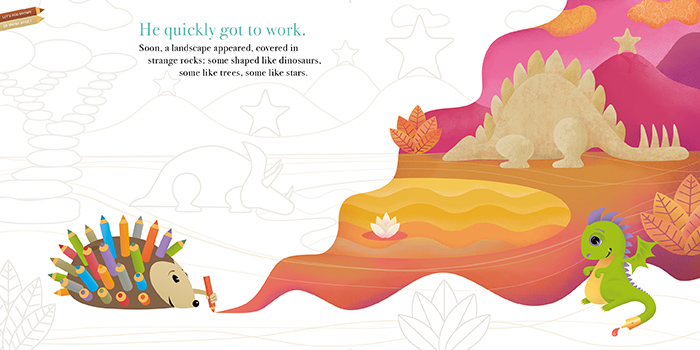 He quickly got to work.
Soon, a landscape appeared, covered in
strange rocks: some shaped like dinosaurs,
some like trees, some like stars.